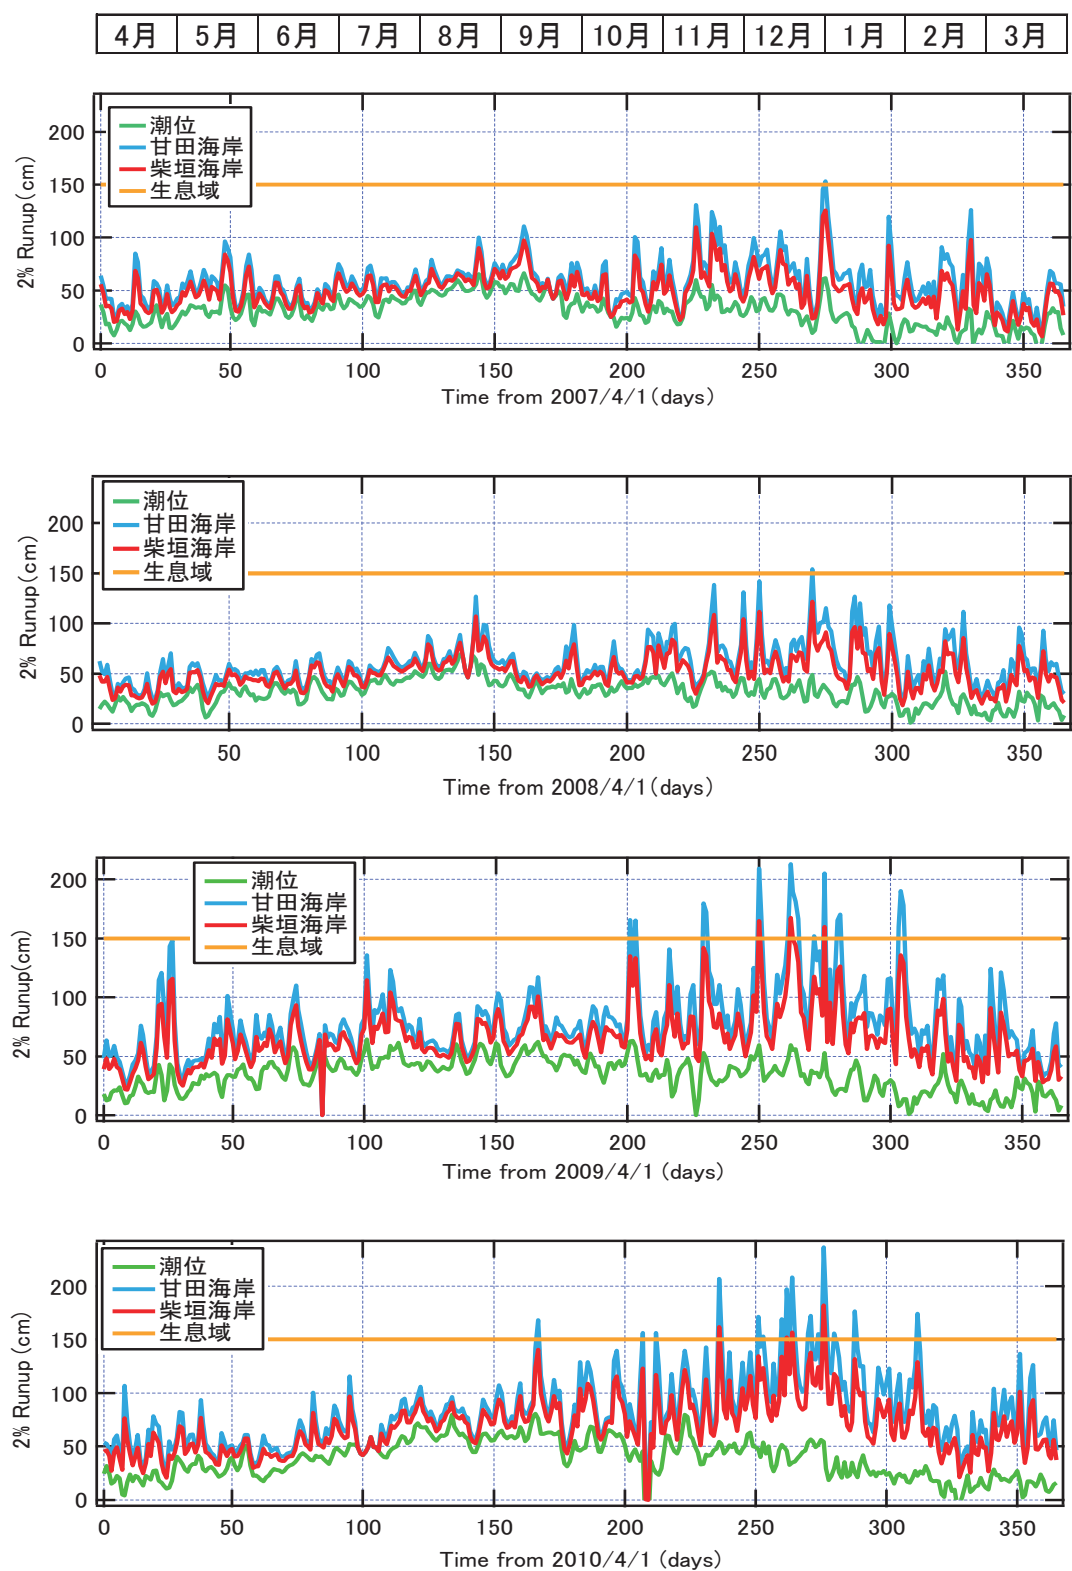 4月 5月 6月 7月 8月 9月 10月 11月 12月 1月 2月 3月
潮位
甘田海岸
柴垣海岸
生息域
2% Runup(cm)
200
150
100
50
0
0 50 100 150 200 250 300 350
Time from 2007/4/1(days)
潮位
甘田海岸
柴垣海岸
生息域
2% Runup(cm)
200
150
100
50
0
50 100 150 200 250 300 350
Time from 2008/4/1(days)
潮位
甘田海岸
柴垣海岸
生息域
2% Runup(cm)
200
150
100
50
0
0 50 100 150 200 250 300 350
Time from 2009/4/1 (days)
潮位
甘田海岸
柴垣海岸
生息域
2% Runup (cm)
200
150
100
50
0
0 50 100 150 200 250 300 350
Time from 2010/4/1 (days)